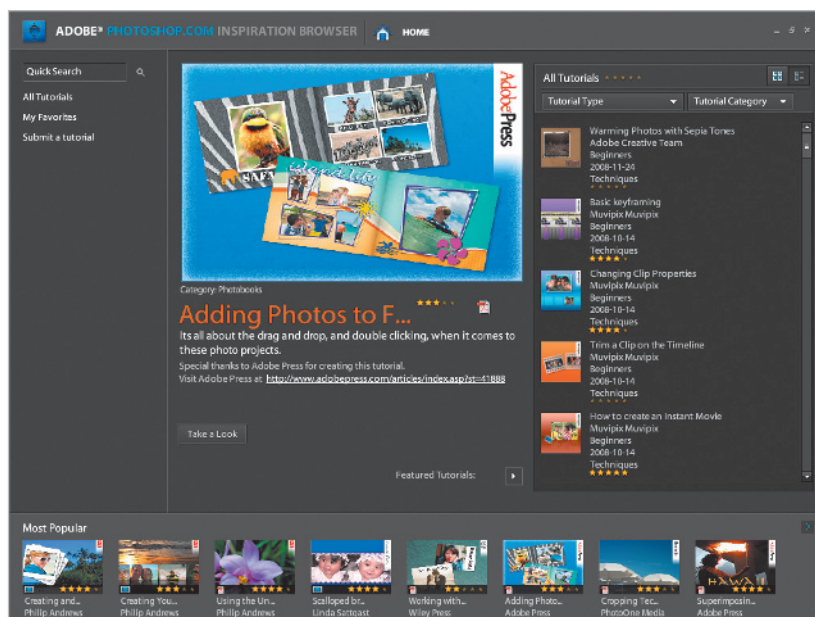 ADOBE® PHOTOSHOP.COM INSPIRATION BROWSER
HOME
Quick Search
All Tutorials
My Favorites
Submit a tutorial
AdobePress
SAFA
island life
Category: Photobooks
Adding Photos to F...
Its all about the drag and drop, and double clicking, when it comes to
these photo projects.
Special thanks to Adobe Press for creating this tutorial.
Visit Adobe Press at http://www.adobepress.com/articles/index.asp?st=41888
Take a Look
Featured Tutorials:
All Tutorials
Tutorial Type
Tutorial Category
Warming Photos with Sepia Tones
Adobe Creative Team
Beginners
2008-11-24
Techniques
Basic keyframing
Muvipix Muvipix
Beginners
2008-10-14
Techniques
Changing Clip Properties
Muvipix Muvipix
Beginners
2008-10-14
Techniques
Trim a Clip on the Timeline
Muvipix Muvipix
Beginners
2008-10-14
Techniques
How to create an Instant Movie
Muvipix Muvipix
Beginners
2008-10-14
Techniques
Most Popular
HAWAII
Creating and...
Philip Andrews
Creating You...
Philip Andrews
Using the Un...
Philip Andrews
Scalloped br...
Linda Sattgast
Working with...
Wiley Press
Adding Photo...
Adobe Press
Cropping Tec...
PhotoOne Media
Superimposin...
Adobe Press